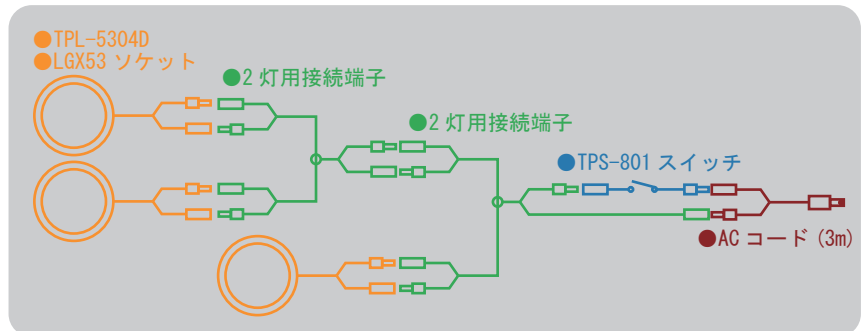 ●TPL-5304D
●LGX53 ソケット
●2 灯用接続端子
●2 灯用接続端子
●TPS-801 スイッチ
●AC コード (3m)